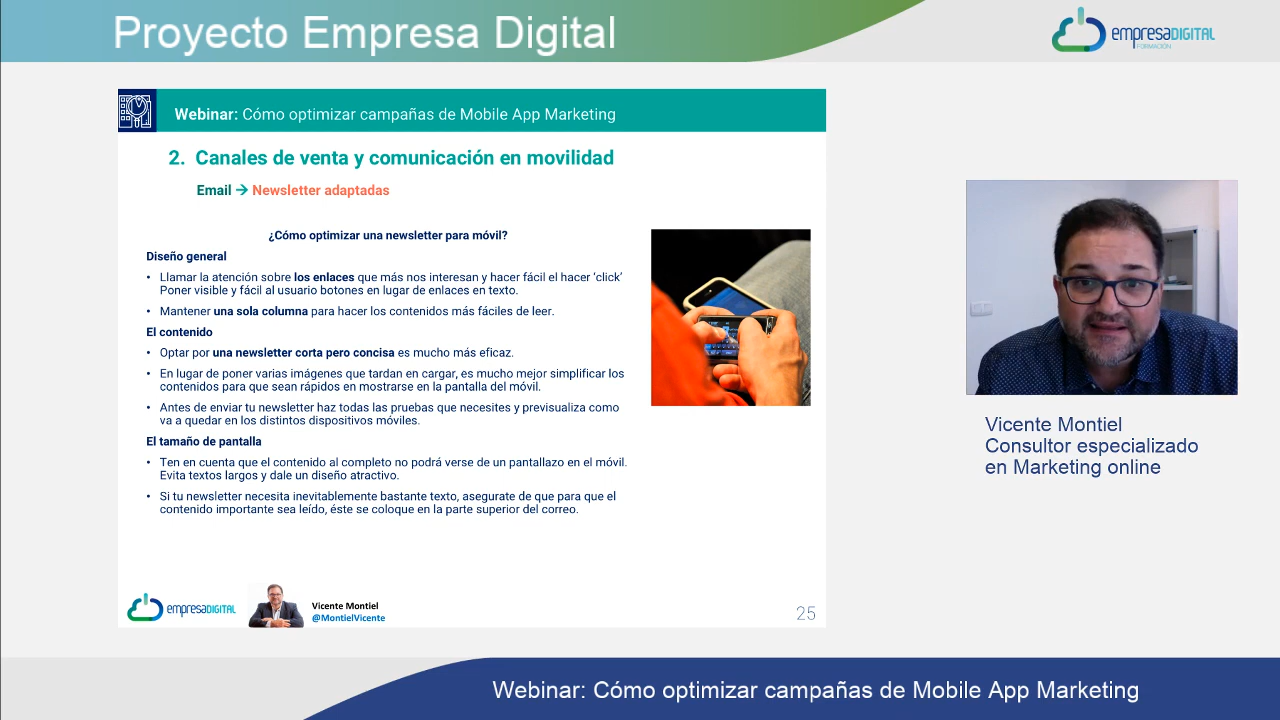 Proyecto Empresa Digital
empresaDIGITAL
FORMACIÓN
Webinar: Cómo optimizar campañas de Mobile App Marketing
2. Canales de venta y comunicación en movilidad
Email → Newsletter adaptadas
¿Cómo optimizar una newsletter para móvil?
Diseño general
• Llamar la atención sobre los enlaces que más nos interesan y hacer fácil el hacer ‘click’
Poner visible y fácil al usuario botones en lugar de enlaces en texto.
• Mantener una sola columna para hacer los contenidos más fáciles de leer.
El contenido
• Optar por una newsletter corta pero concisa es mucho más eficaz.
• En lugar de poner varias imágenes que tardan en cargar, es mucho mejor simplificar los
contenidos para que sean rápidos en mostrarse en la pantalla del móvil.
• Antes de enviar tu newsletter haz todas las pruebas que necesites y previsualiza como
va a quedar en los distintos dispositivos móviles.
El tamaño de pantalla
• Ten en cuenta que el contenido al completo no podrá verse de un pantallazo en el móvil.
Evita textos largos y dale un diseño atractivo.
• Si tu newsletter necesita inevitablemente bastante texto, asegurate de que para que el
contenido importante sea leído, éste se coloque en la parte superior del correo.
empresaDIGITAL
Vicente Montiel
@MontielVicente
25
Vicente Montiel
Consultor especializado
en Marketing online
Webinar: Cómo optimizar campañas de Mobile App Marketing